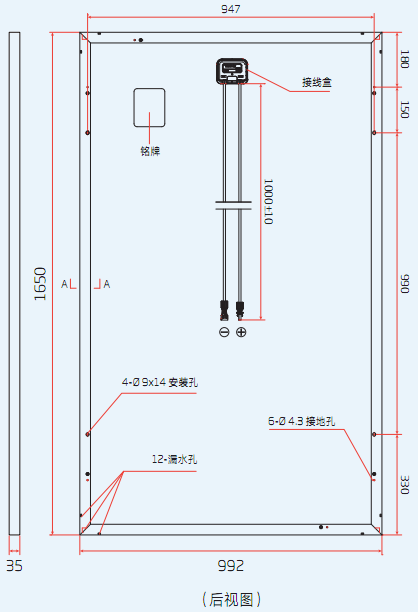 947
180
接线盒
150
铭牌
1000±10
1650
A
A
990
4-Ø 9x14 安装孔
6-Ø 4.3 接地孔
12-漏水孔
330
35
992
（后视图）